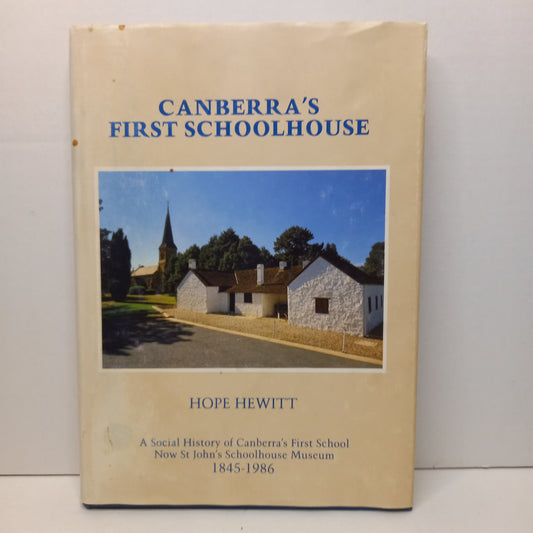 CANBERRA'S
FIRST SCHOOLHOUSE
HOPE HEWITT
A Social History of Canberra's First School
Now St John's Schoolhouse Museum
1845-1986